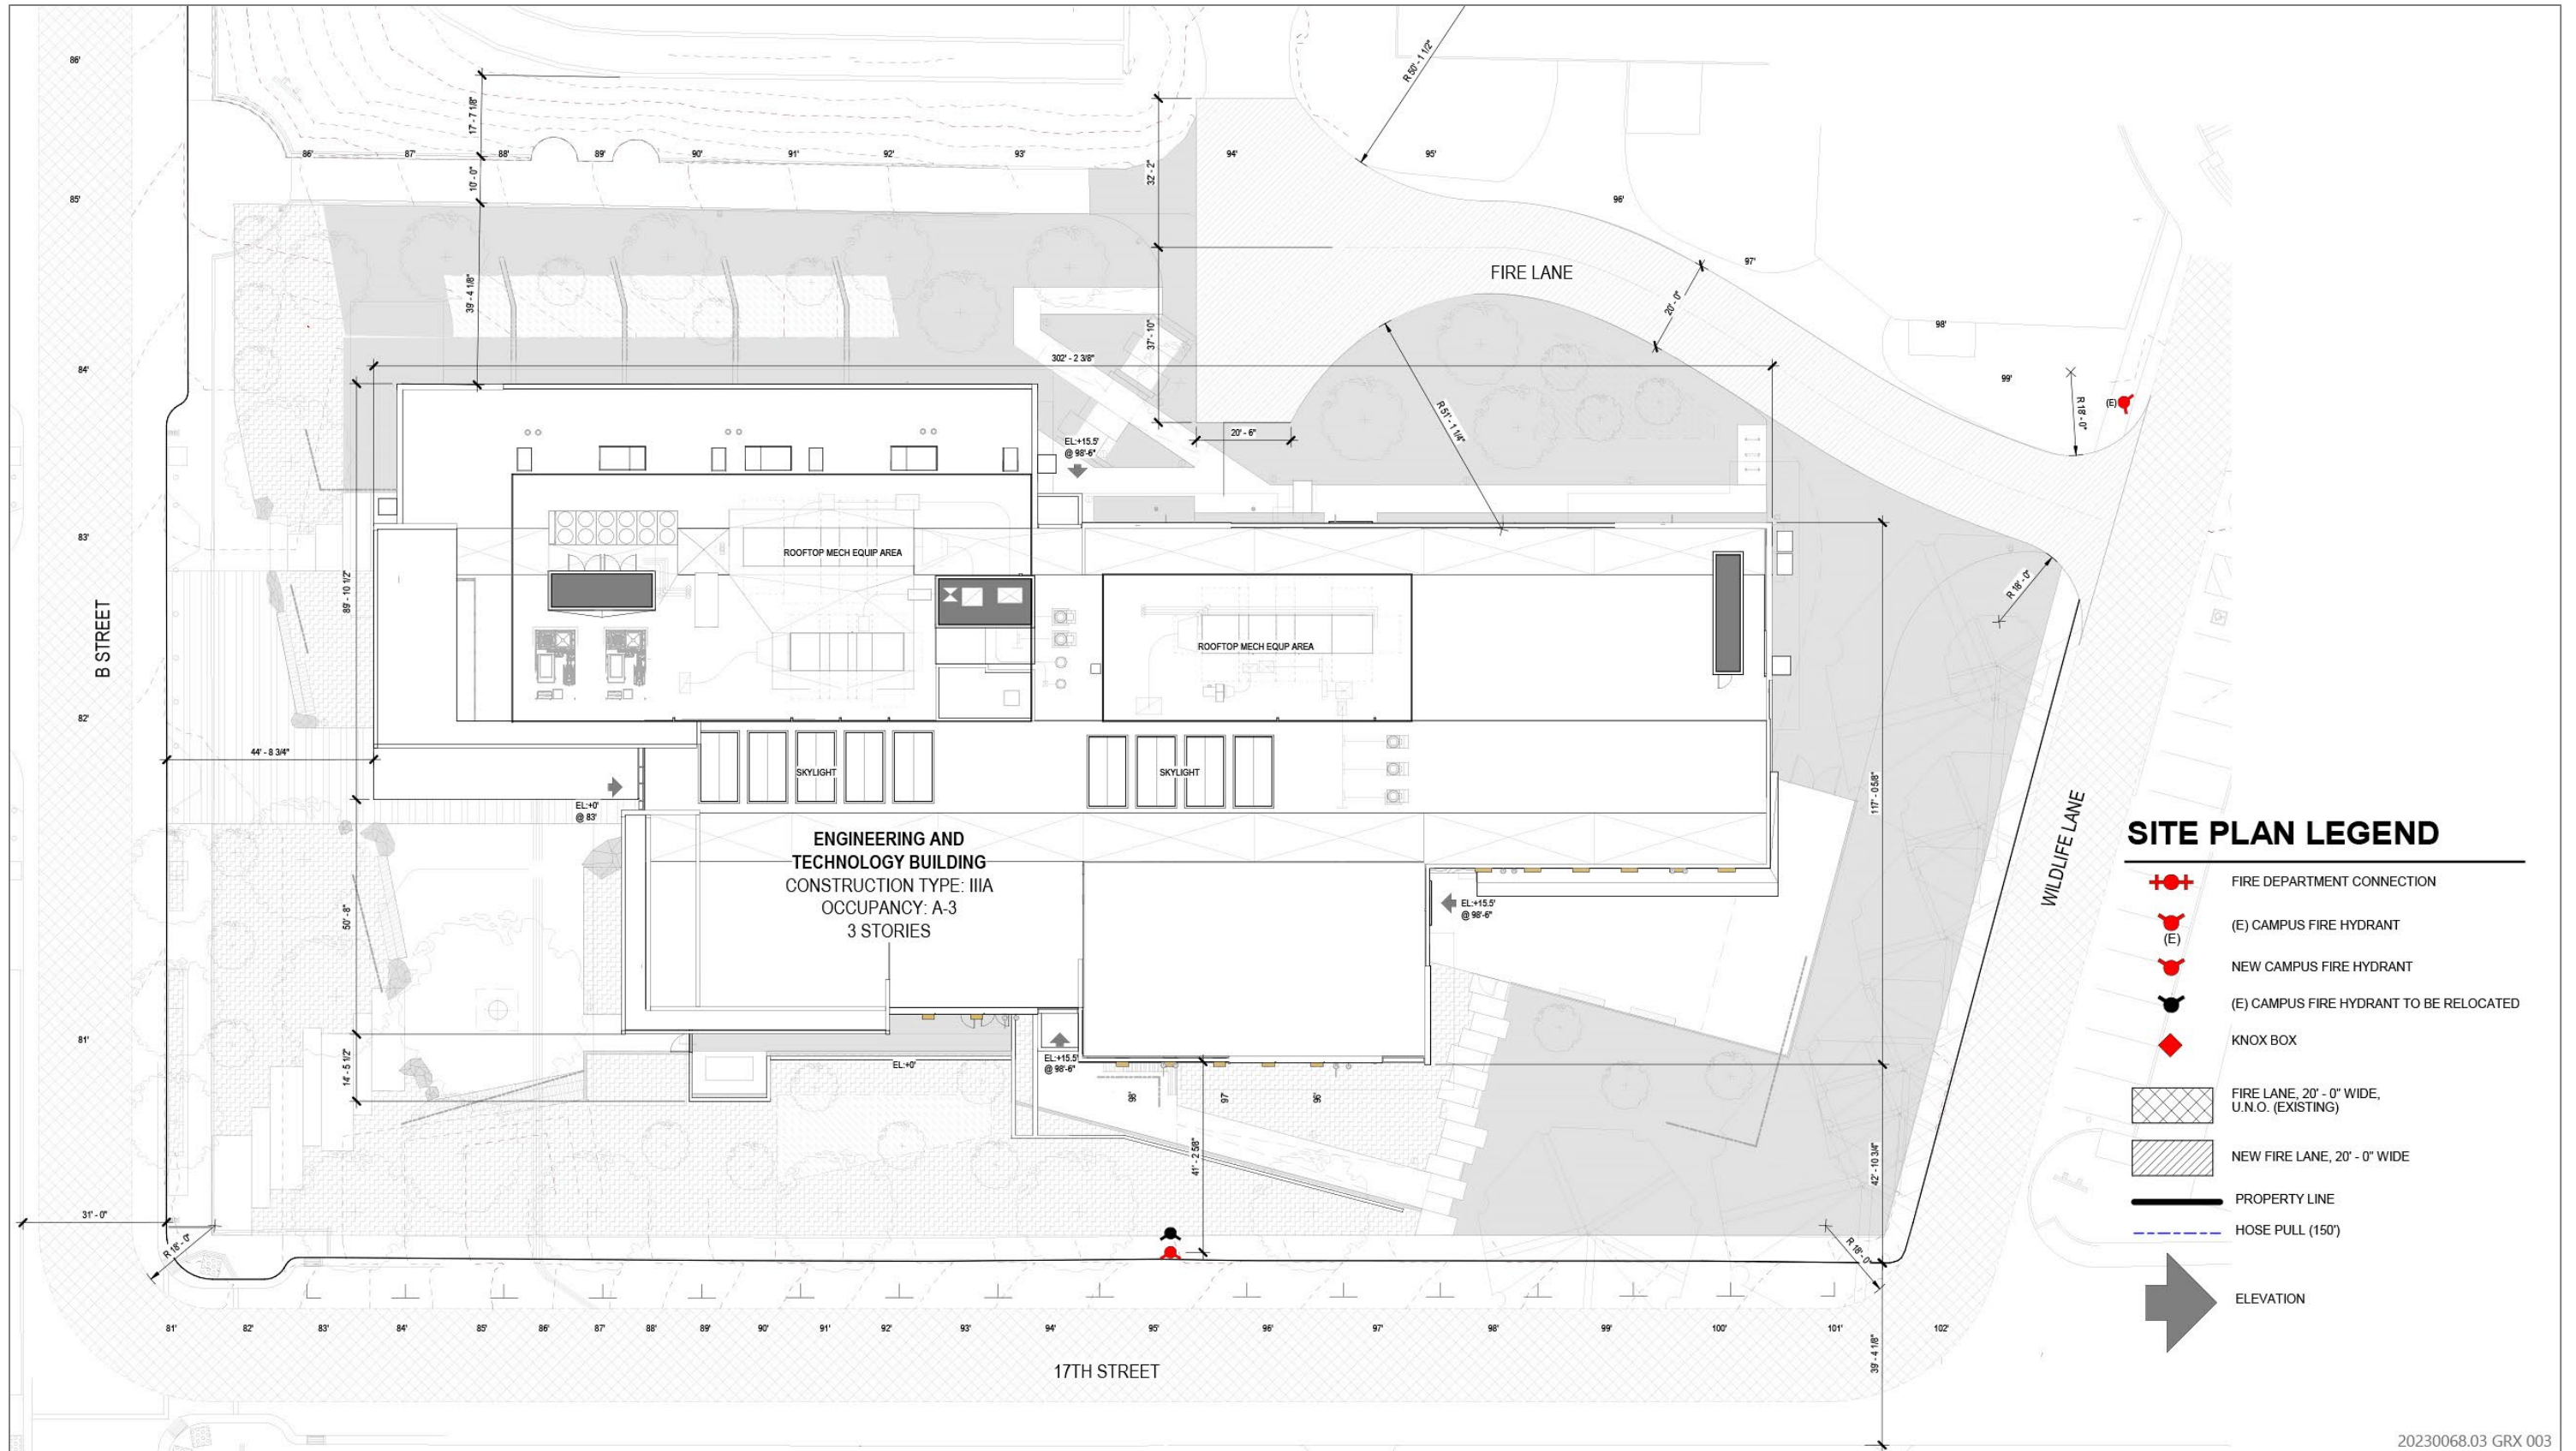 R 50' - 1 1/2"
86'
17' - 7 1/8"
86'
87'
88'
89'
90'
91'
92'
93'
94'
95'
10' - 0"
32' - 2"
85'
96'
97'
FIRE LANE
39' - 4 1/8"
20' - 0"
98'
37' - 10"
302' - 2 3/8"
84'
99'
R 18' - 0"
(E)
R 51' - 1 1/4"
20' - 6"
EL:+15.5'
@ 98'-6"
83'
ROOFTOP MECH EQUIP AREA
89' - 10 1/2"
R 18' - 0"
B STREET
ROOFTOP MECH EQUP AREA
82'
44' - 8 3/4"
SKYLIGHT
SKYLIGHT
EL:+0'
@ 83'
117' - 0 5/8"
WILDLIFE LANE
ENGINEERING AND
TECHNOLOGY BUILDING
CONSTRUCTION TYPE: IIIA
OCCUPANCY: A-3
3 STORIES
EL:+15.5'
@ 98'-6"
50' - 8"
81'
14' - 5 1/2"
EL:+0'
EL:+15.5'
@ 98'-6"
98'
97'
96'
41' - 2 5/8"
42' - 10 3/4"
31' - 0"
R 18' - 0"
R 18' - 0"
81'
82'
83'
84'
85'
86'
87'
88'
89'
90'
91'
92'
93'
94'
95'
96'
97'
98'
99'
100'
101'
102'
39' - 4 1/8"
17TH STREET
SITE PLAN LEGEND
FIRE DEPARTMENT CONNECTION
(E) CAMPUS FIRE HYDRANT
(E)
NEW CAMPUS FIRE HYDRANT
(E) CAMPUS FIRE HYDRANT TO BE RELOCATED
KNOX BOX
FIRE LANE, 20' - 0" WIDE,
U.N.O. (EXISTING)
NEW FIRE LANE, 20' - 0" WIDE
PROPERTY LINE
HOSE PULL (150')
ELEVATION
20230068.03 GRX 003